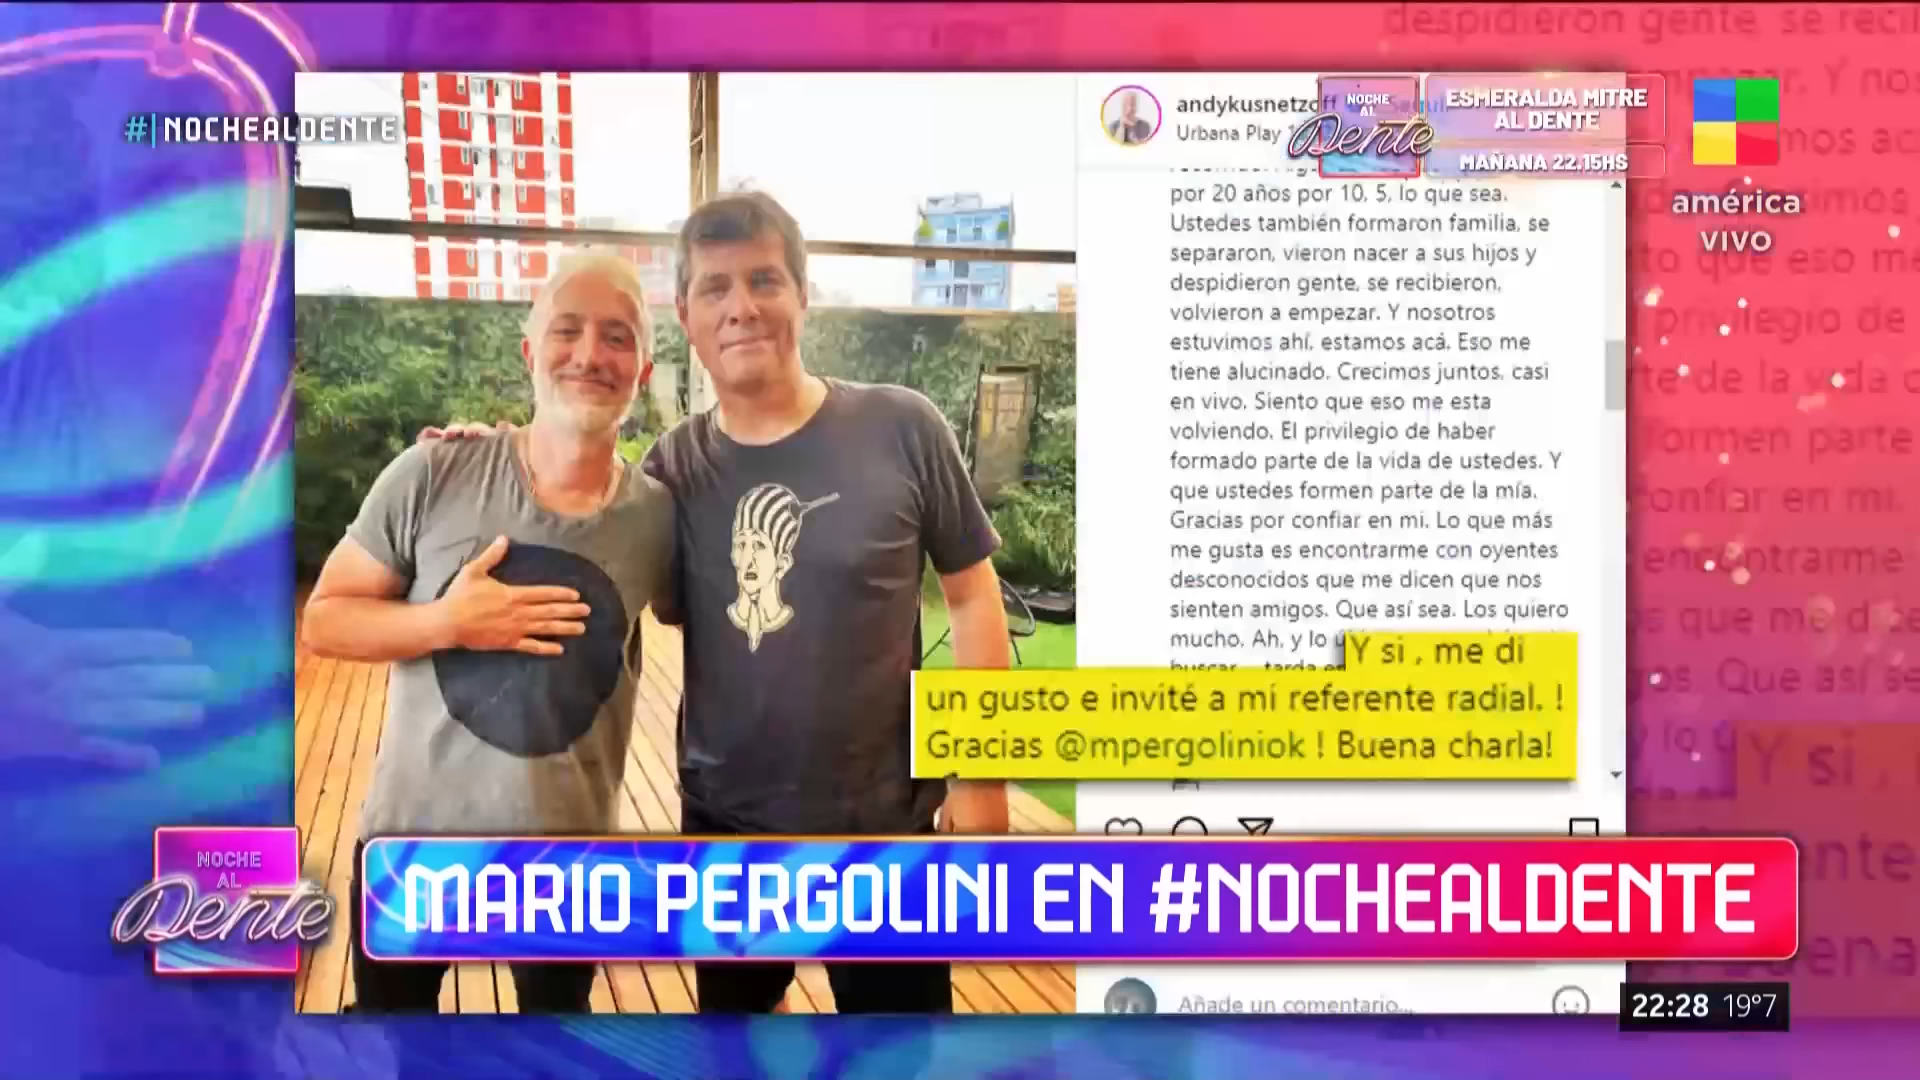 #|NOCHEALDENTE
andykusnetzoff
Urbana Play
NOCHE
AL
Dente
ESMERALDA MITRE
AL DENTE
MAÑANA 22.15HS
américa
VIVO
por 20 años por 10, 5, lo que sea.
Ustedes también formaron familia, se
separaron, vieron nacer a sus hijos y
despidieron gente, se recibieron,
volvieron a empezar. Y nosotros
estuvimos ahí, estamos acá. Eso me
tiene alucinado. Crecimos juntos, casi
en vivo. Siento que eso me esta
volviendo. El privilegio de haber
formado parte de la vida de ustedes. Y
que ustedes formen parte de la mía.
Gracias por confiar en mi. Lo que más
me gusta es encontrarme con oyentes
desconocidos que me dicen que nos
sienten amigos. Que así sea. Los quiero
mucho. Ah, y lo
Y si , me di
un gusto e invité a mi referente radial. !
Gracias @mpergoliniok ! Buena charla!
NOCHE
AL
Dente
MARIO PERGOLINI EN #NOCHEALDENTE
Añade un comentario...
22:28 19°7